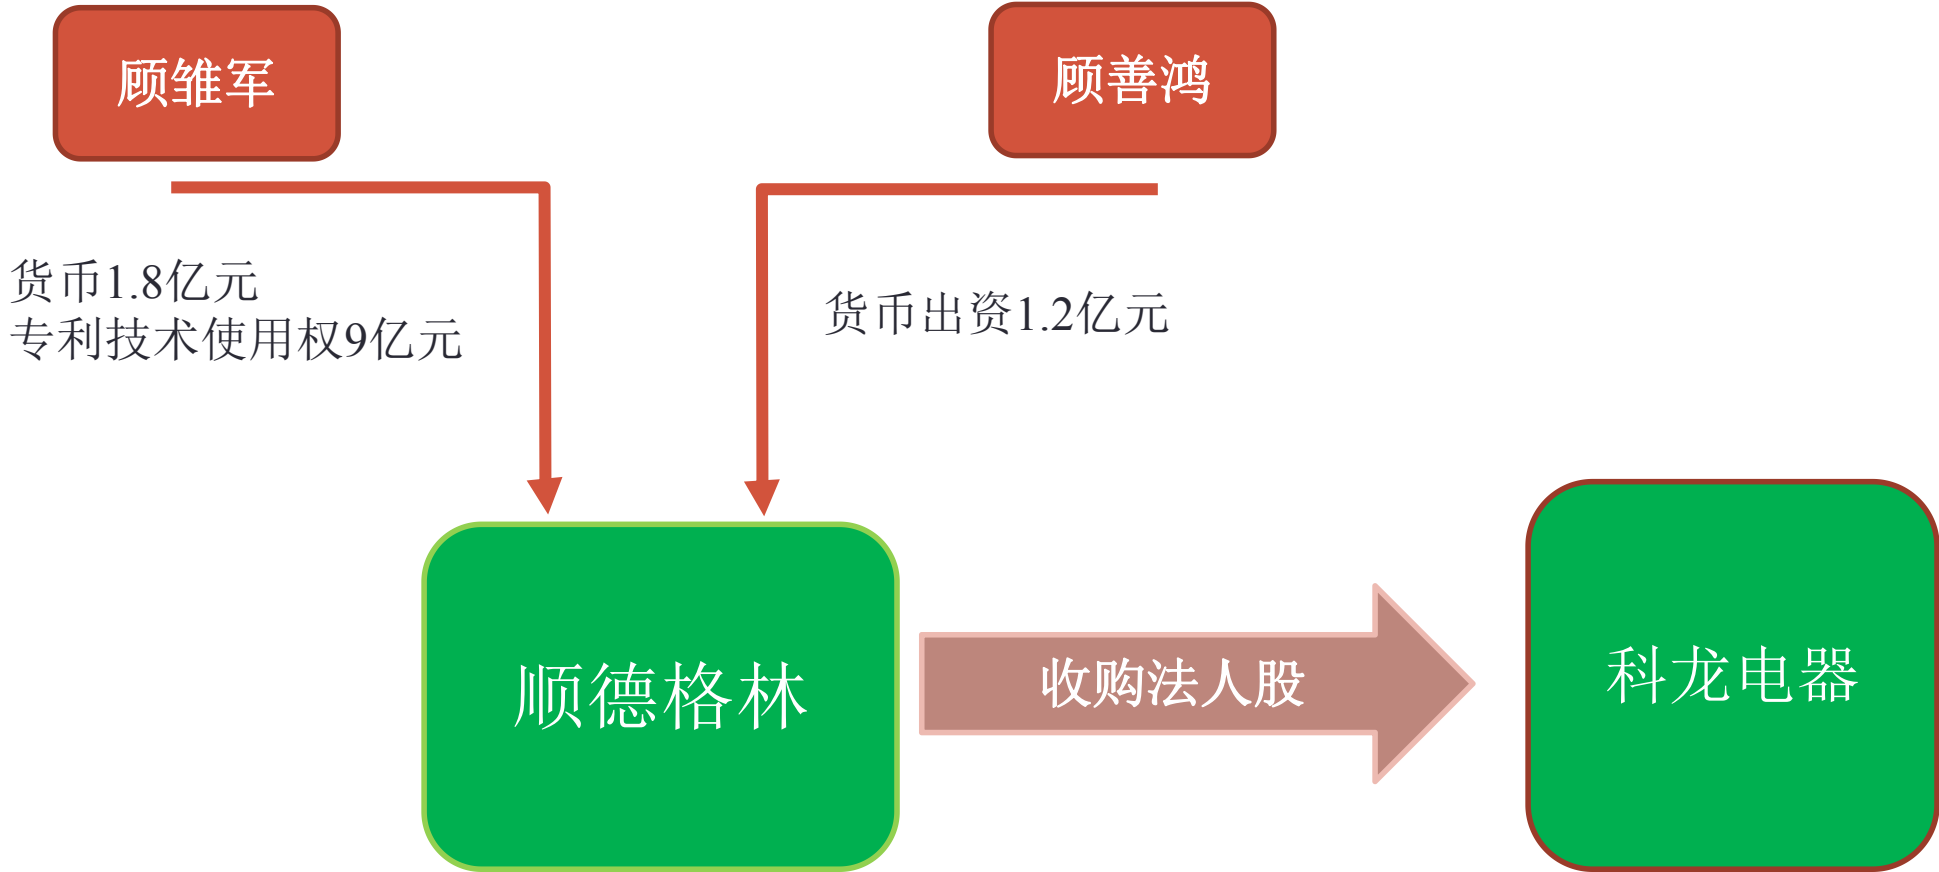 顾雏军
顾善鸿
货币1.8亿元
专利技术使用权9亿元
货币出资1.2亿元
顺德格林
收购法人股
科龙电器